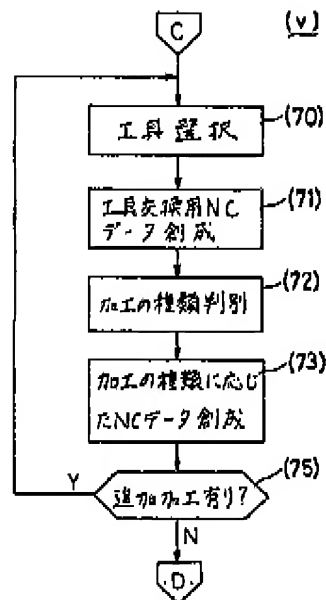 C
(v)
(70)
工具選択
(71)
工具交換用NC
データ創成
(72)
加工の種類判別
(73)
加工の種類に応じ
たNCデータ創成
(75)
追加加工有り?
Y
N
D